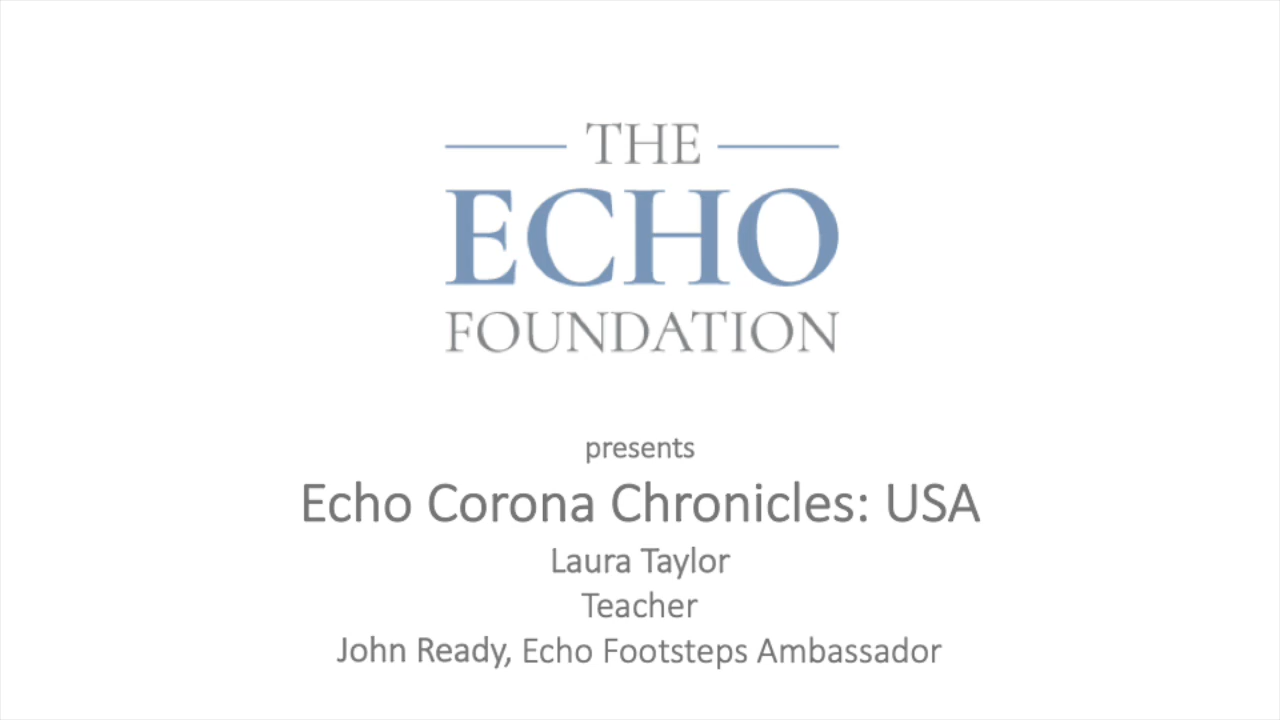 THE
ECHO
FOUNDATION
presents
Echo Corona Chronicles: USA
Laura Taylor
Teacher
John Ready, Echo Footsteps Ambassador